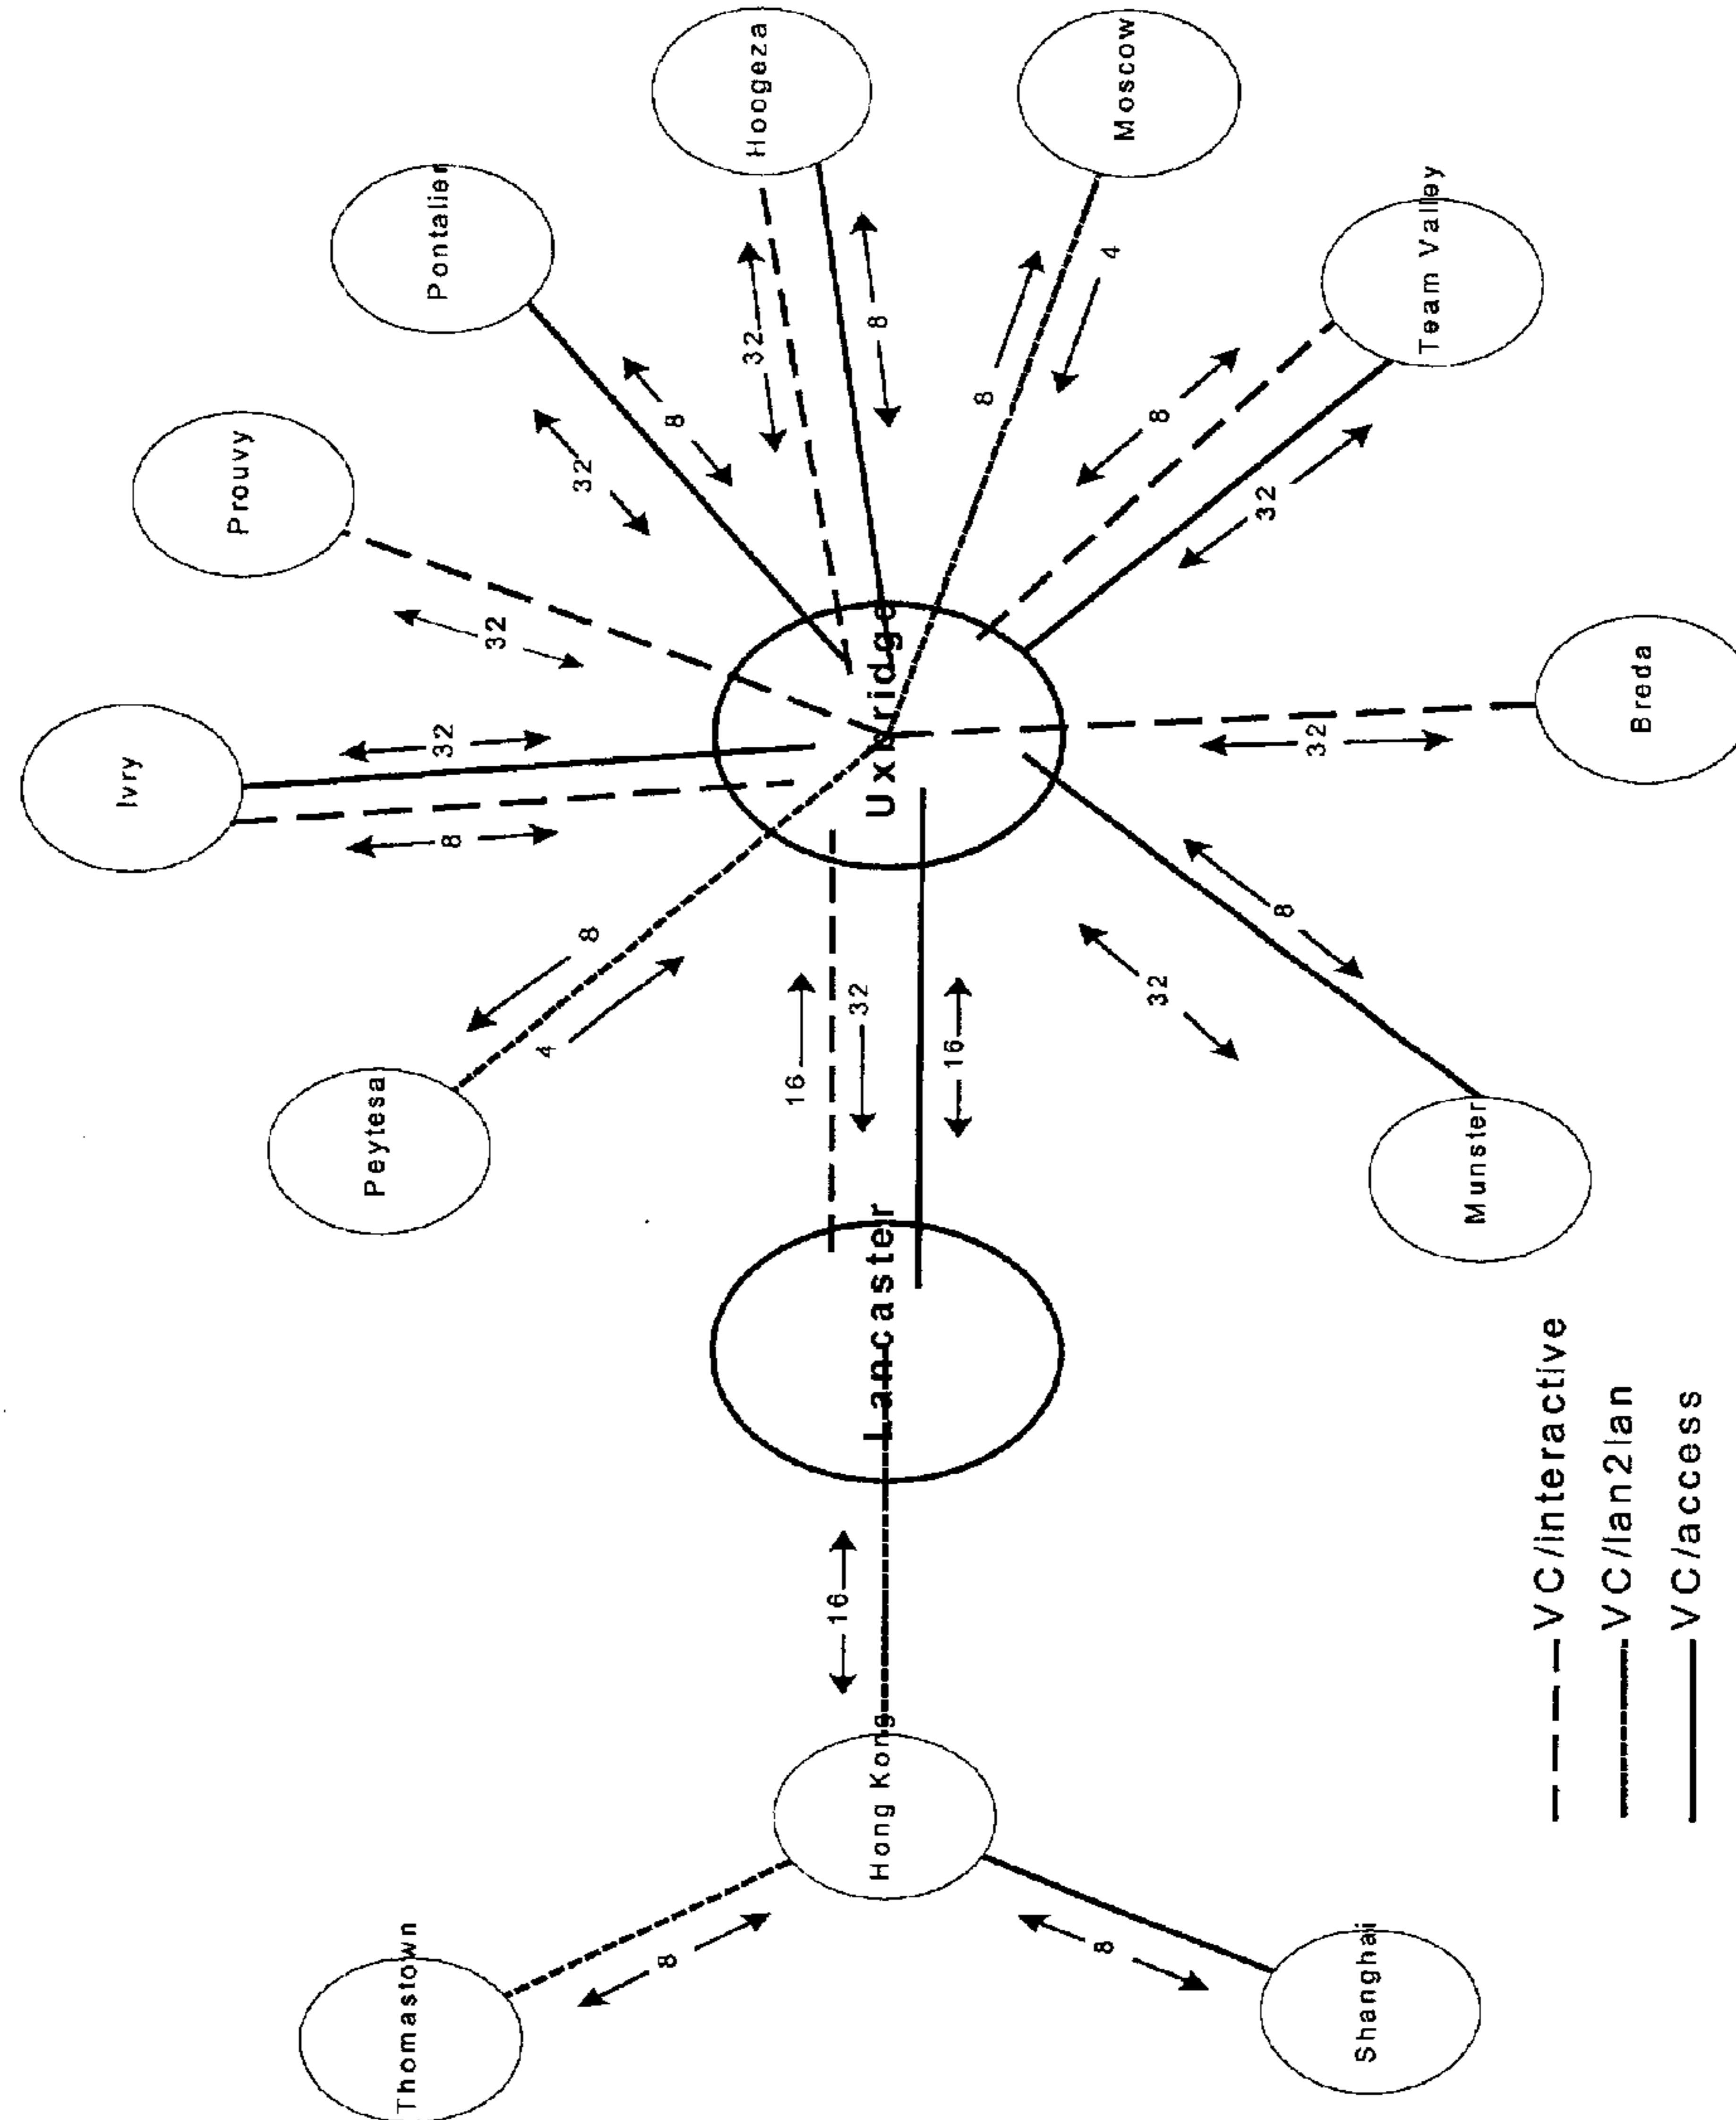 Thomastown
8
Hong Kong
8
Shanghai
16
Lancaster
16
32
16
Uxbridge
Peytesa
8
4
Ivry
32
8
Prouvy
32
Pontalier
8
32
Hoogeza
32
8
Moscow
8
4
Team Valley
8
32
Breda
32
Munster
8
32
VC/interactive
VC/lan2lan
VC/access